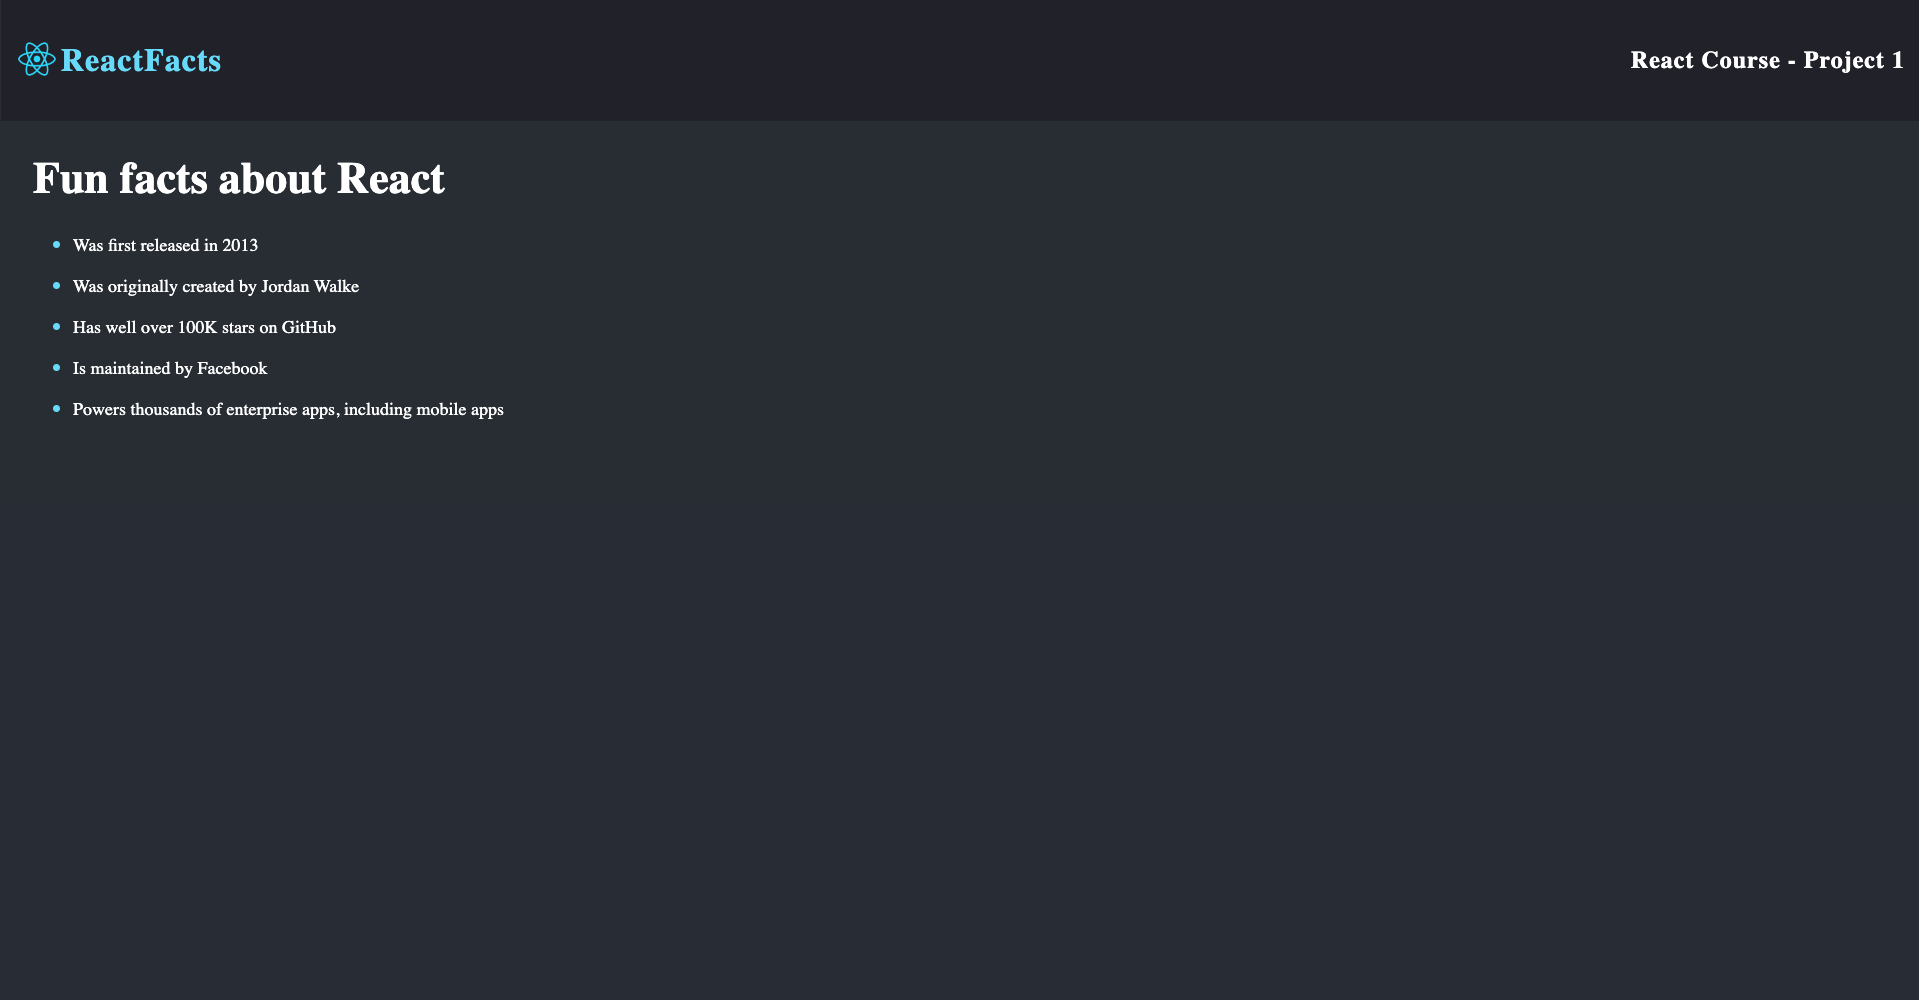 ReactFacts
React Course - Project 1
Fun facts about React
Was first released in 2013
Was originally created by Jordan Walke
Has well over 100K stars on GitHub
Is maintained by Facebook
Powers thousands of enterprise apps, including mobile apps